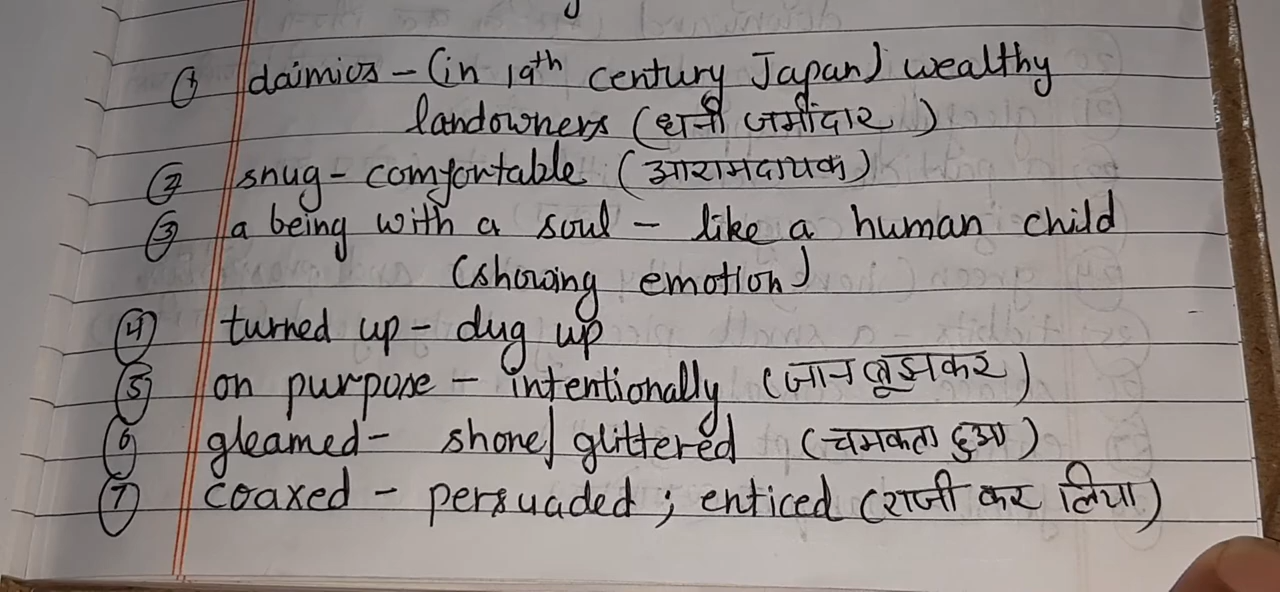 ① daimios - (in 19th century Japan) wealthy
landowners (धनी जमींदार)
② snug - comfortable (आरामदायक)
③ a being with a soul - like a human child
(showing emotion)
④ turned up - dug up
⑤ on purpose - intentionally (जान बूझकर)
⑥ gleamed - shone/glittered (चमकता हुआ)
⑦ coaxed - persuaded; enticed (राजी कर लिया)